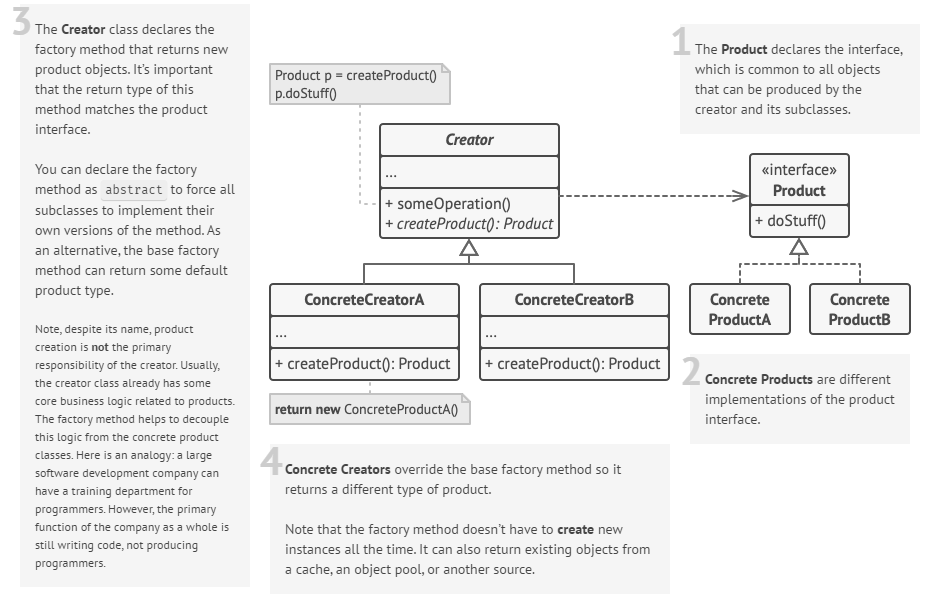 3
The Creator class declares the
factory method that returns new
product objects. It’s important
that the return type of this
method matches the product
interface.
You can declare the factory
method as abstract to force all
subclasses to implement their
own versions of the method. As
an alternative, the base factory
method can return some default
product type.
Note, despite its name, product
creation is not the primary
responsibility of the creator. Usually,
the creator class already has some
core business logic related to products.
The factory method helps to decouple
this logic from the concrete product
classes. Here is an analogy: a large
software development company can
have a training department for
programmers. However, the primary
function of the company as a whole is
still writing code, not producing
programmers.
Product p = createProduct()
p.doStuff()
Creator
...
+ someOperation()
+ createProduct(): Product
ConcreteCreatorA
...
+ createProduct(): Product
ConcreteCreatorB
...
+ createProduct(): Product
return new ConcreteProductA()
1
The Product declares the interface,
which is common to all objects
that can be produced by the
creator and its subclasses.
«interface»
Product
+ doStuff()
Concrete
ProductA
Concrete
ProductB
2
Concrete Products are different
implementations of the product
interface.
4
Concrete Creators override the base factory method so it
returns a different type of product.
Note that the factory method doesn’t have to create new
instances all the time. It can also return existing objects from
a cache, an object pool, or another source.